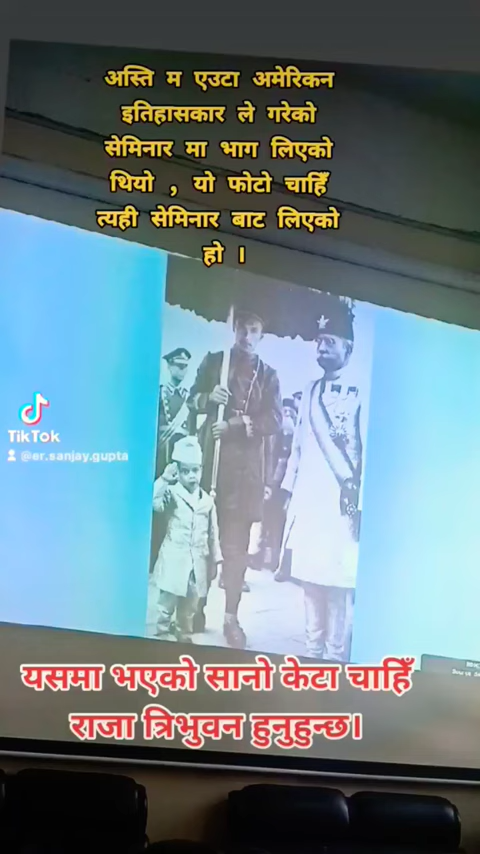 अस्ति म एउटा अमेरिकन
इतिहासकार ले गरेको
सेमिनार मा भाग लिएको
थियो , यो फोटो चाहिँ
त्यही सेमिनार बाट लिएको
हो ।
TikTok
@er.sanjay.gupta
यसमा भएको सानो केटा चाहिँ
राजा त्रिभुवन हुनुहुन्छ।